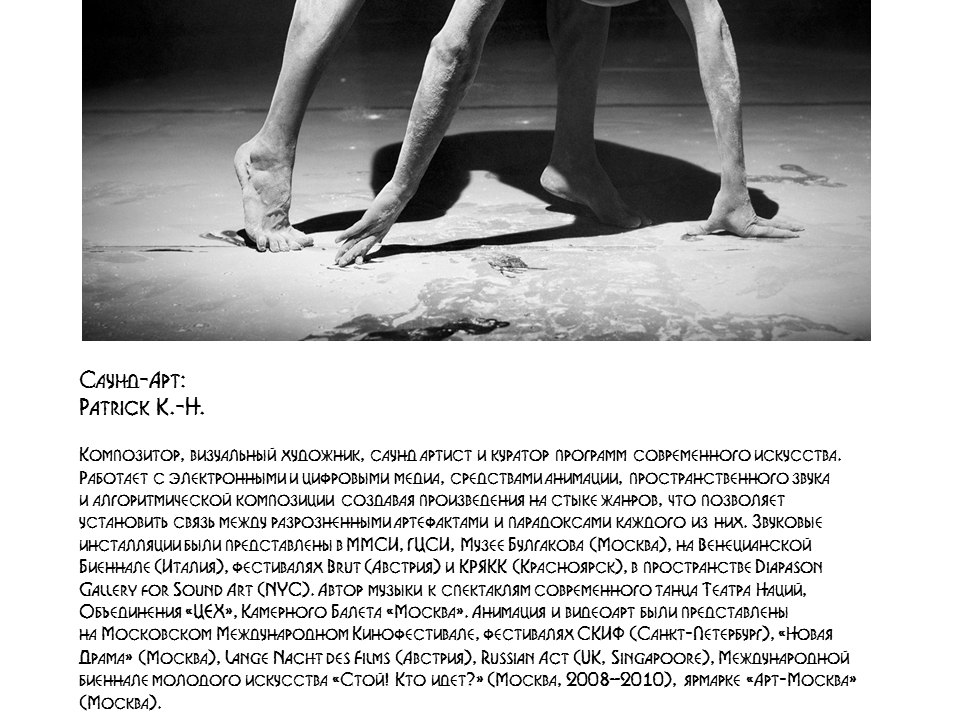 Саунд-Арт:
Patrick K.-H.
Композитор, визуальный художник, саунд артист и куратор программ современного искусства.
Работает с электронными и цифровыми медиа, средствами анимации, пространственного звука
и алгоритмической композиции создавая произведения на стыке жанров, что позволяет
установить связь между разрозненными артефактами и парадоксами каждого из них. Звуковые
инсталляции были представлены в ММСИ, ГЦСИ, Музее Булгакова (Москва), на Венецианской
Биеннале (Италия), фестивалях Brut (Австрия) и КРЯКК (Красноярск), в пространстве Diapason
Gallery for Sound Art (NYC). Автор музыки к спектаклям современного танца Театра Наций,
Объединения «ЦЕХ», Камерного Балета «Москва». Анимация и видеоарт были представлены
на Московском Международном Кинофестивале, фестивалях СКИФ (Санкт-Петербург), «Новая
Драма» (Москва), Lange Nacht des Films (Австрия), Russian Act (UK, Singapoore), Международной
биеннале молодого искусства «Стой! Кто идет?» (Москва, 2008–2010), ярмарке «Арт-Москва»
(Москва).